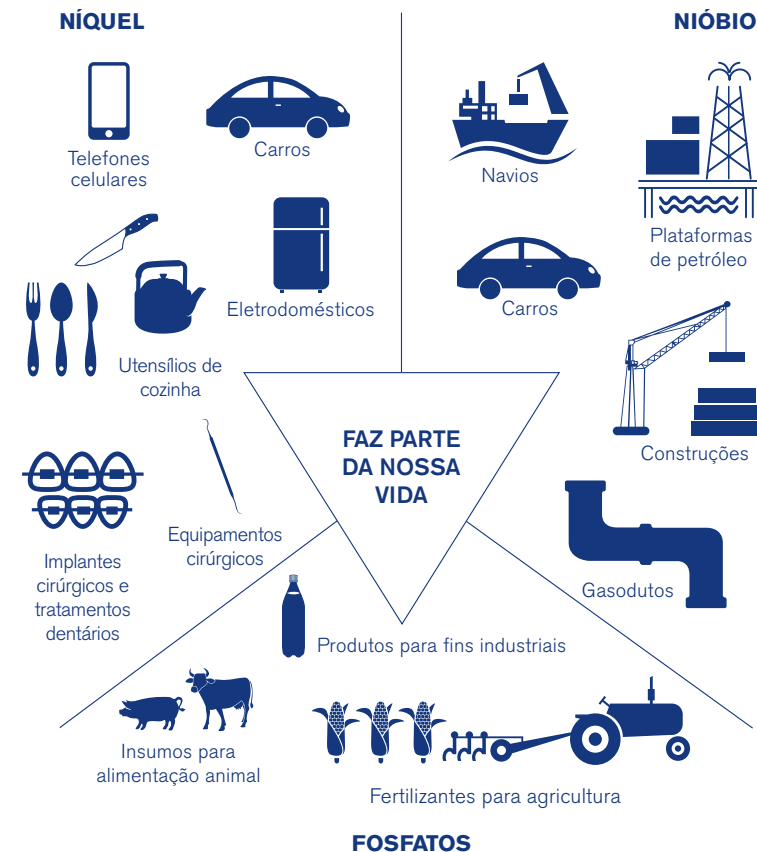 NÍQUEL
Telefones
celulares
Carros
Eletrodomésticos
Utensílios de
cozinha
Equipamentos
cirúrgicos
Implantes
cirúrgicos e
tratamentos
dentários
NIÓBIO
Navios
Plataformas
de petróleo
Carros
Construções
Gasodutos
FAZ PARTE
DA NOSSA
VIDA
Produtos para fins industriais
Insumos para
alimentação animal
Fertilizantes para agricultura
FOSFATOS